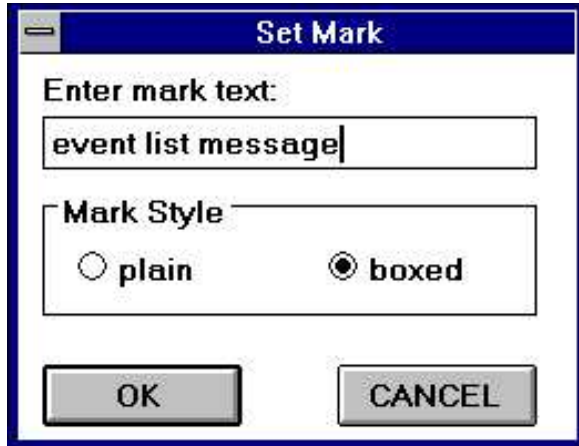 Set Mark
Enter mark text:
event list message
Mark Style
plain boxed
OK CANCEL